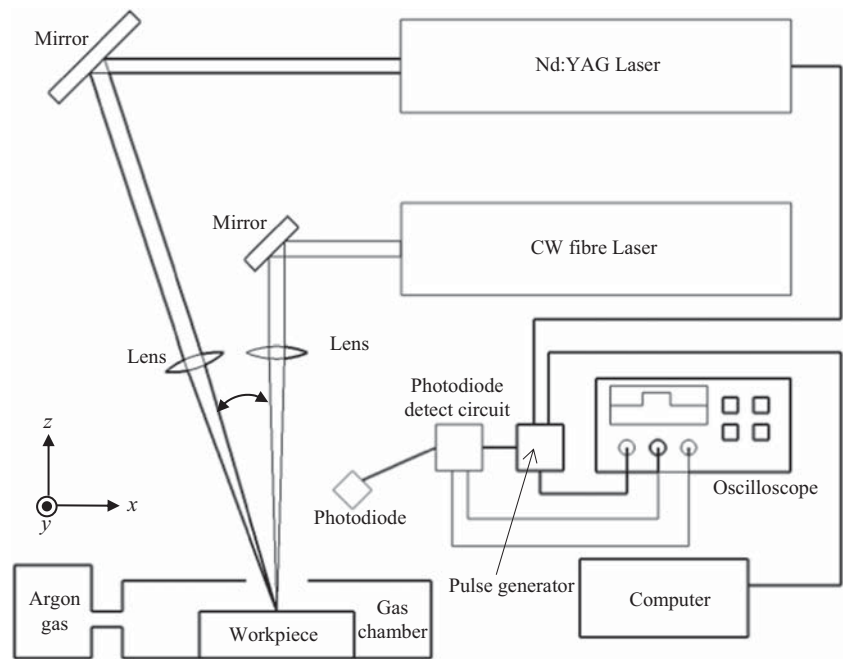 Mirror
Nd:YAG Laser
Mirror
CW fibre Laser
Lens
Lens
Photodiode
detect circuit
z
x
y
Photodiode
Oscilloscope
Pulse generator
Argon
gas
Workpiece
Gas
chamber
Computer